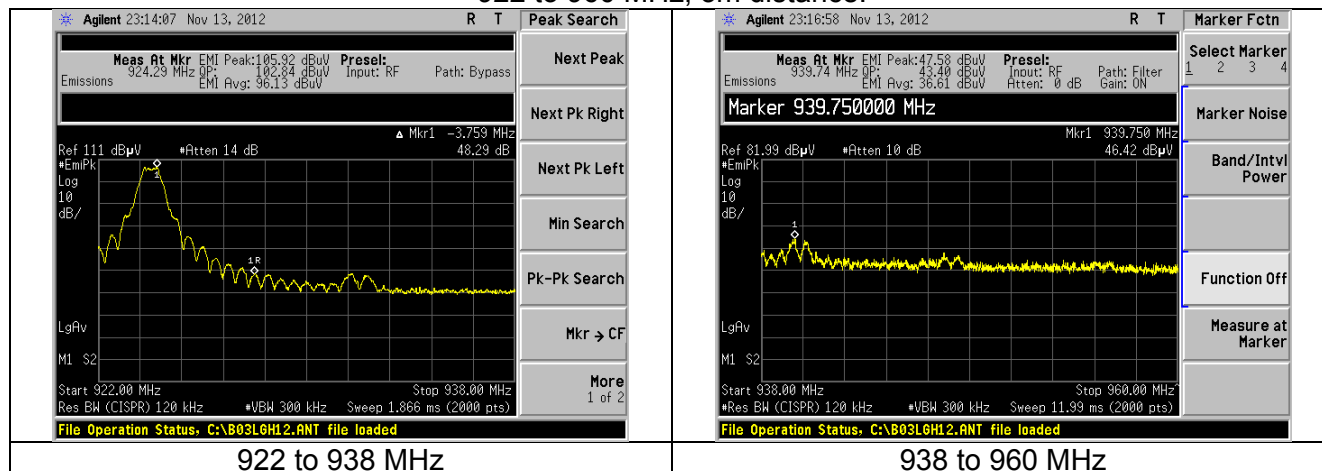 922 to 960 MHz, 3m distance.
Agilent 23:14:07 Nov 13, 2012 R T Peak Search
Meas At Mkr EMI Peak:105.92 dBuV Presel:
924.29 MHz QP: 102.84 dBuV Input: RF Path: Bypass
Emissions EMI Avg: 96.13 dBuV
Δ Mkr1 -3.759 MHz
Ref 111 dBµV #Atten 14 dB 48.29 dB
#EmiPk
Log
10
dB/
1
1R
LgAv
M1 S2
Start 922.00 MHz Stop 938.00 MHz
Res BW (CISPR) 120 kHz #VBW 300 kHz Sweep 1.866 ms (2000 pts)
File Operation Status, C:\B03LGH12.ANT file loaded
Next Peak
Next Pk Right
Next Pk Left
Min Search
Pk-Pk Search
Mkr → CF
More
1 of 2
922 to 938 MHz
Agilent 23:16:58 Nov 13, 2012 R T Marker Fctn
Meas At Mkr EMI Peak:47.58 dBuV Presel:
939.74 MHz QP: 43.40 dBuV Input: RF Path: Filter
Emissions EMI Avg: 36.61 dBuV Atten: 0 dB Gain: ON
Marker 939.750000 MHz
Mkr1 939.750 MHz
Ref 81.99 dBµV #Atten 10 dB 46.42 dBµV
#EmiPk
Log
10
dB/
1
LgAv
M1 S2
Start 938.00 MHz Stop 960.00 MHz^
#Res BW (CISPR) 120 kHz #VBW 300 kHz Sweep 11.99 ms (2000 pts)
File Operation Status, C:\B03LGH12.ANT file loaded
Select Marker
1 2 3 4
Marker Noise
Band/Intvl
Power
Function Off
Measure at
Marker
938 to 960 MHz